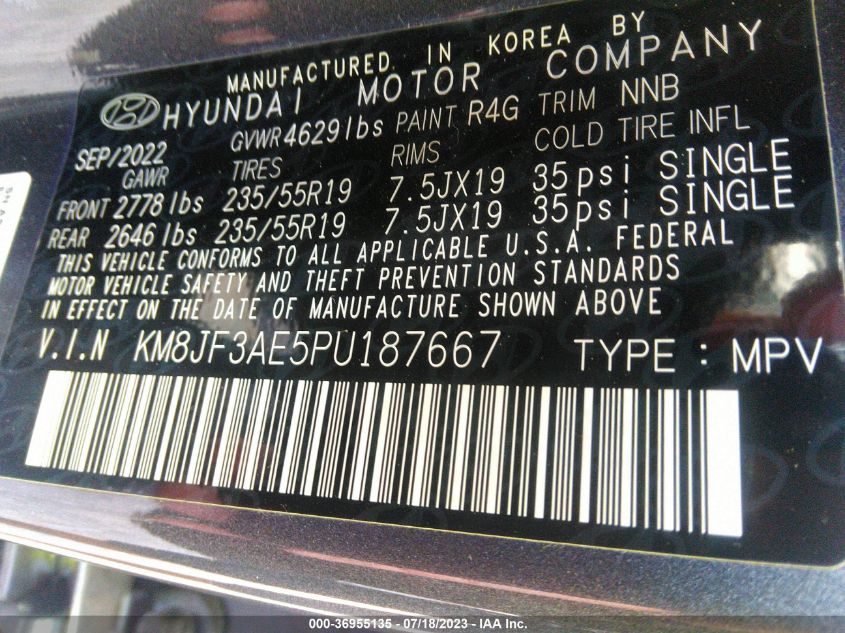 MANUFACTURED IN KOREA BY
HYUNDAI MOTOR COMPANY
SEP/2022 GVWR 4629 lbs PAINT R4G TRIM NNB
GAWR TIRES RIMS COLD TIRE INFL
FRONT 2778 lbs 235/55R19 7.5JX19 35psi SINGLE
REAR 2646 lbs 235/55R19 7.5JX19 35psi SINGLE
THIS VEHICLE CONFORMS TO ALL APPLICABLE U.S.A. FEDERAL
MOTOR VEHICLE SAFETY AND THEFT PREVENTION STANDARDS
IN EFFECT ON THE DATE OF MANUFACTURE SHOWN ABOVE
V.I.N KM8JF3AE5PU187667 TYPE : MPV
000-36955135 - 07/18/2023 - IAA Inc.